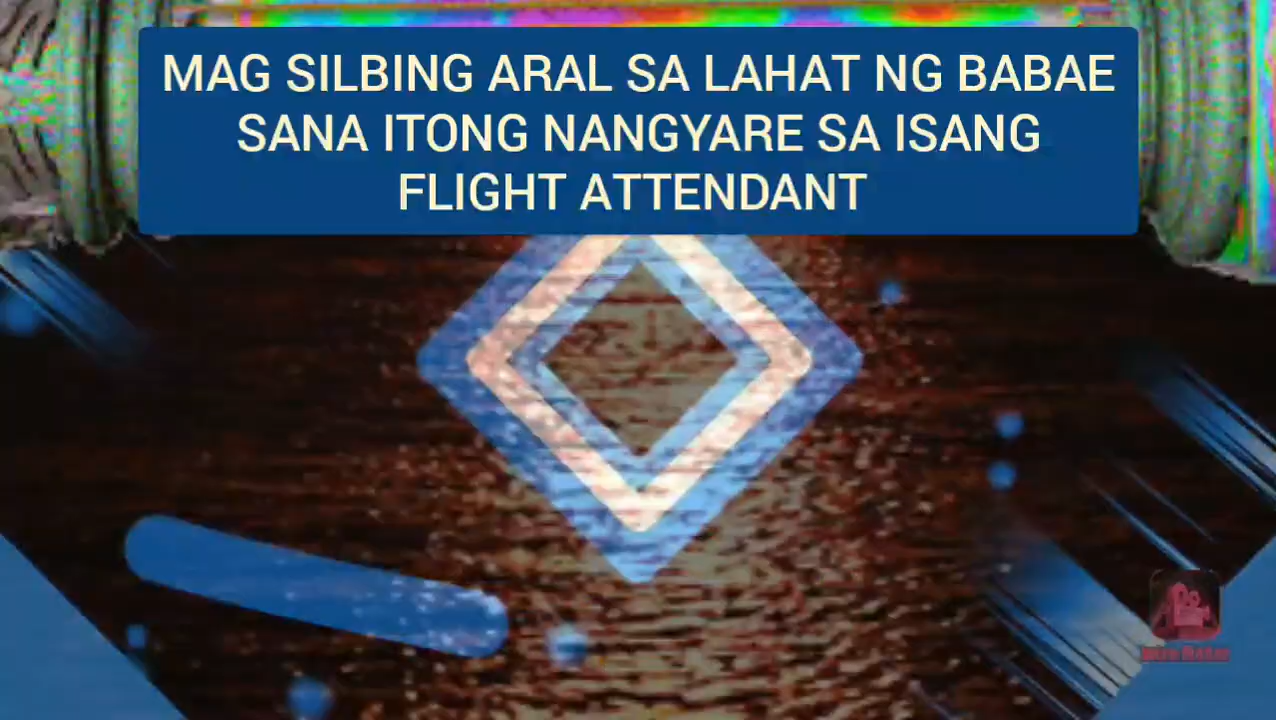 MAG SILBING ARAL SA LAHAT NG BABAE
SANA ITONG NANGYARE SA ISANG
FLIGHT ATTENDANT